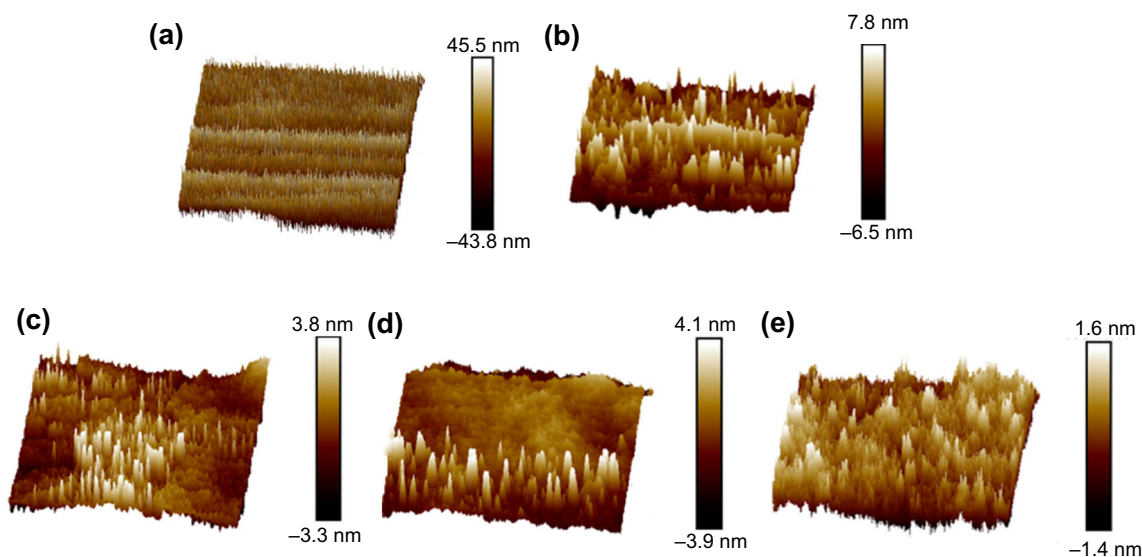 (a)
45.5 nm
–43.8 nm
(b)
7.8 nm
–6.5 nm
(c)
3.8 nm
–3.3 nm
(d)
4.1 nm
–3.9 nm
(e)
1.6 nm
–1.4 nm